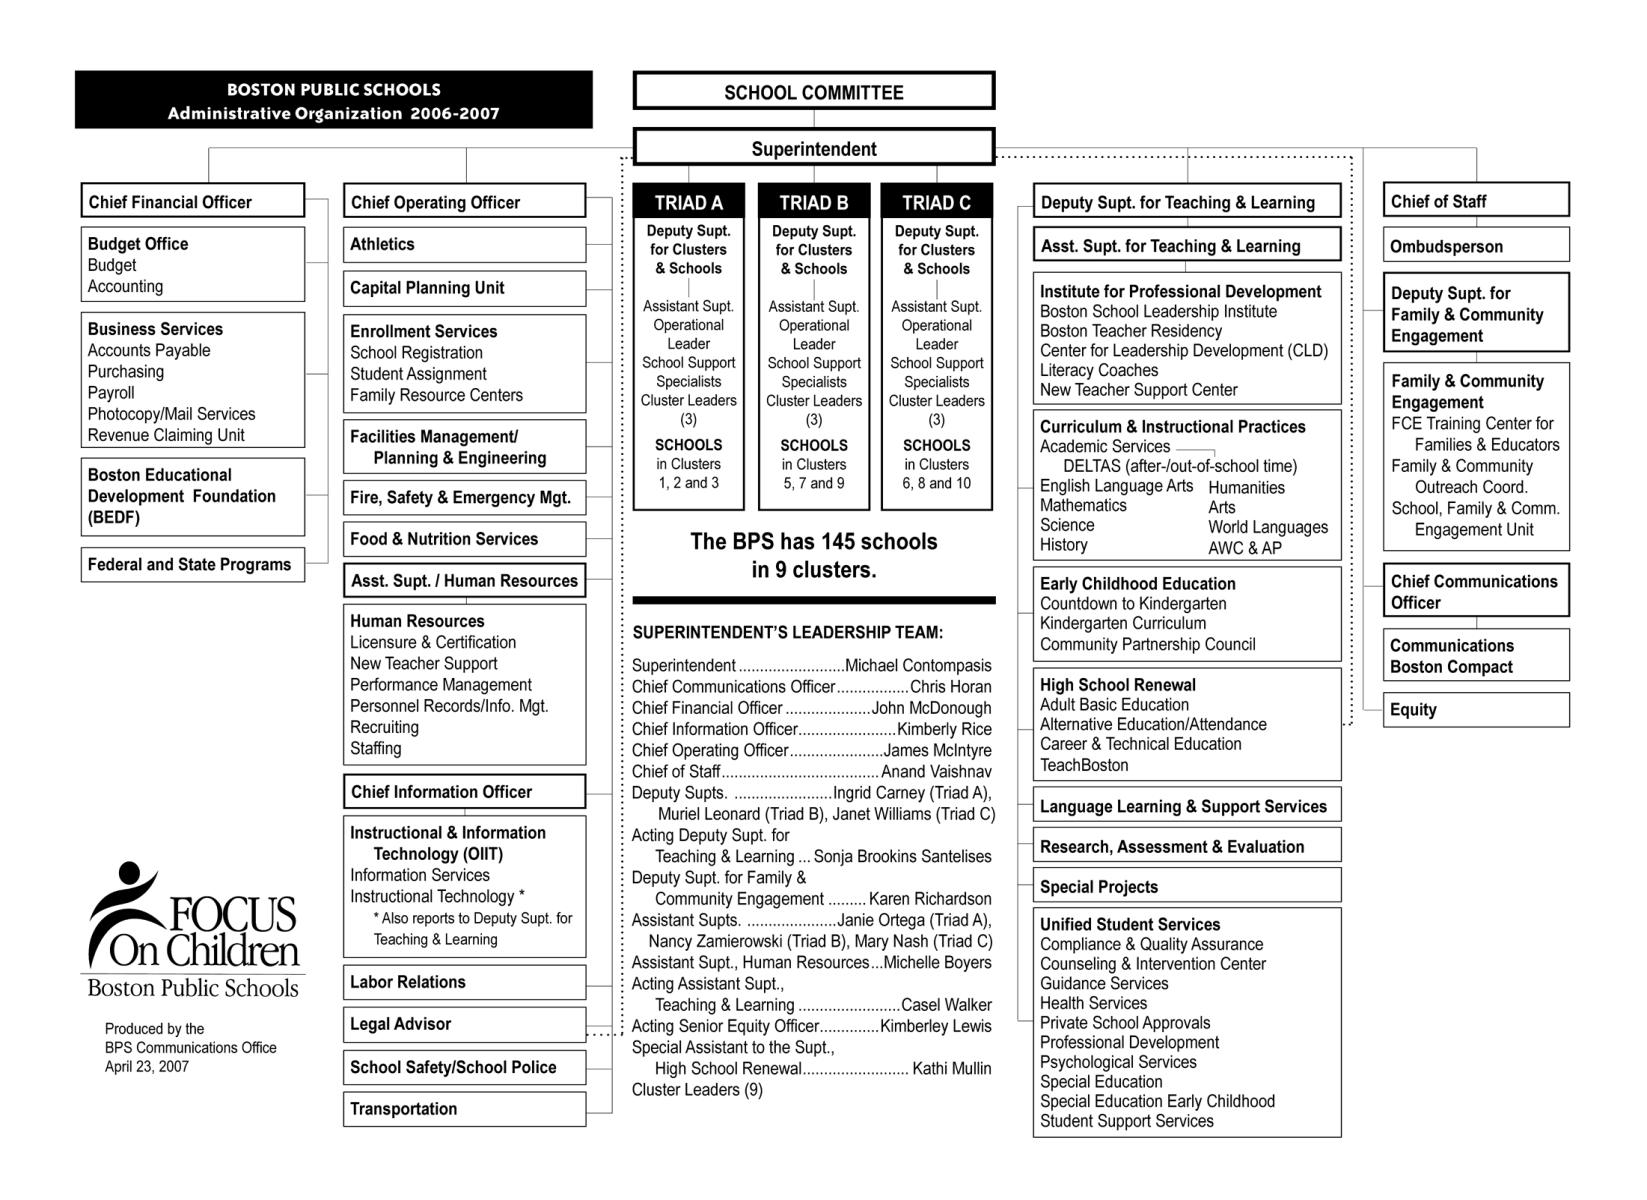 BOSTON PUBLIC SCHOOLS
Administrative Organization 2006-2007
SCHOOL COMMITTEE
Superintendent
Chief Financial Officer
Budget Office
Budget
Accounting
Business Services
Accounts Payable
Purchasing
Payroll
Photocopy/Mail Services
Revenue Claiming Unit
Boston Educational
Development Foundation
(BEDF)
Federal and State Programs
Chief Operating Officer
Athletics
Capital Planning Unit
Enrollment Services
School Registration
Student Assignment
Family Resource Centers
Facilities Management/
Planning & Engineering
Fire, Safety & Emergency Mgt.
Food & Nutrition Services
Asst. Supt. / Human Resources
Human Resources
Licensure & Certification
New Teacher Support
Performance Management
Personnel Records/Info. Mgt.
Recruiting
Staffing
Chief Information Officer
Instructional & Information
Technology (OIIT)
Information Services
Instructional Technology *
* Also reports to Deputy Supt. for
Teaching & Learning
Labor Relations
Legal Advisor
School Safety/School Police
Transportation
TRIAD A
Deputy Supt.
for Clusters
& Schools
Assistant Supt.
Operational
Leader
School Support
Specialists
Cluster Leaders
(3)
SCHOOLS
in Clusters
1, 2 and 3
TRIAD B
Deputy Supt.
for Clusters
& Schools
Assistant Supt.
Operational
Leader
School Support
Specialists
Cluster Leaders
(3)
SCHOOLS
in Clusters
5, 7 and 9
TRIAD C
Deputy Supt.
for Clusters
& Schools
Assistant Supt.
Operational
Leader
School Support
Specialists
Cluster Leaders
(3)
SCHOOLS
in Clusters
6, 8 and 10
The BPS has 145 schools
in 9 clusters.
SUPERINTENDENT'S LEADERSHIP TEAM:
Superintendent .........................Michael Contompasis
Chief Communications Officer.................Chris Horan
Chief Financial Officer ....................John McDonough
Chief Information Officer.......................Kimberly Rice
Chief Operating Officer......................James McIntyre
Chief of Staff......................................Anand Vaishnav
Deputy Supts. .......................Ingrid Carney (Triad A),
Muriel Leonard (Triad B), Janet Williams (Triad C)
Acting Deputy Supt. for
Teaching & Learning ... Sonja Brookins Santelises
Deputy Supt. for Family &
Community Engagement ......... Karen Richardson
Assistant Supts. .....................Janie Ortega (Triad A),
Nancy Zamierowski (Triad B), Mary Nash (Triad C)
Assistant Supt., Human Resources...Michelle Boyers
Acting Assistant Supt.,
Teaching & Learning ........................Casel Walker
Acting Senior Equity Officer..............Kimberley Lewis
Special Assistant to the Supt.,
High School Renewal......................... Kathi Mullin
Cluster Leaders (9)
Deputy Supt. for Teaching & Learning
Asst. Supt. for Teaching & Learning
Institute for Professional Development
Boston School Leadership Institute
Boston Teacher Residency
Center for Leadership Development (CLD)
Literacy Coaches
New Teacher Support Center
Curriculum & Instructional Practices
Academic Services
DELTAS (after-/out-of-school time)
English Language Arts
Mathematics
Science
History
Humanities
Arts
World Languages
AWC & AP
Early Childhood Education
Countdown to Kindergarten
Kindergarten Curriculum
Community Partnership Council
High School Renewal
Adult Basic Education
Alternative Education/Attendance
Career & Technical Education
TeachBoston
Language Learning & Support Services
Research, Assessment & Evaluation
Special Projects
Unified Student Services
Compliance & Quality Assurance
Counseling & Intervention Center
Guidance Services
Health Services
Private School Approvals
Professional Development
Psychological Services
Special Education
Special Education Early Childhood
Student Support Services
Chief of Staff
Ombudsperson
Deputy Supt. for
Family & Community
Engagement
Family & Community
Engagement
FCE Training Center for
Families & Educators
Family & Community
Outreach Coord.
School, Family & Comm.
Engagement Unit
Chief Communications
Officer
Communications
Boston Compact
Equity
FOCUS
On Children
Boston Public Schools
Produced by the
BPS Communications Office
April 23, 2007